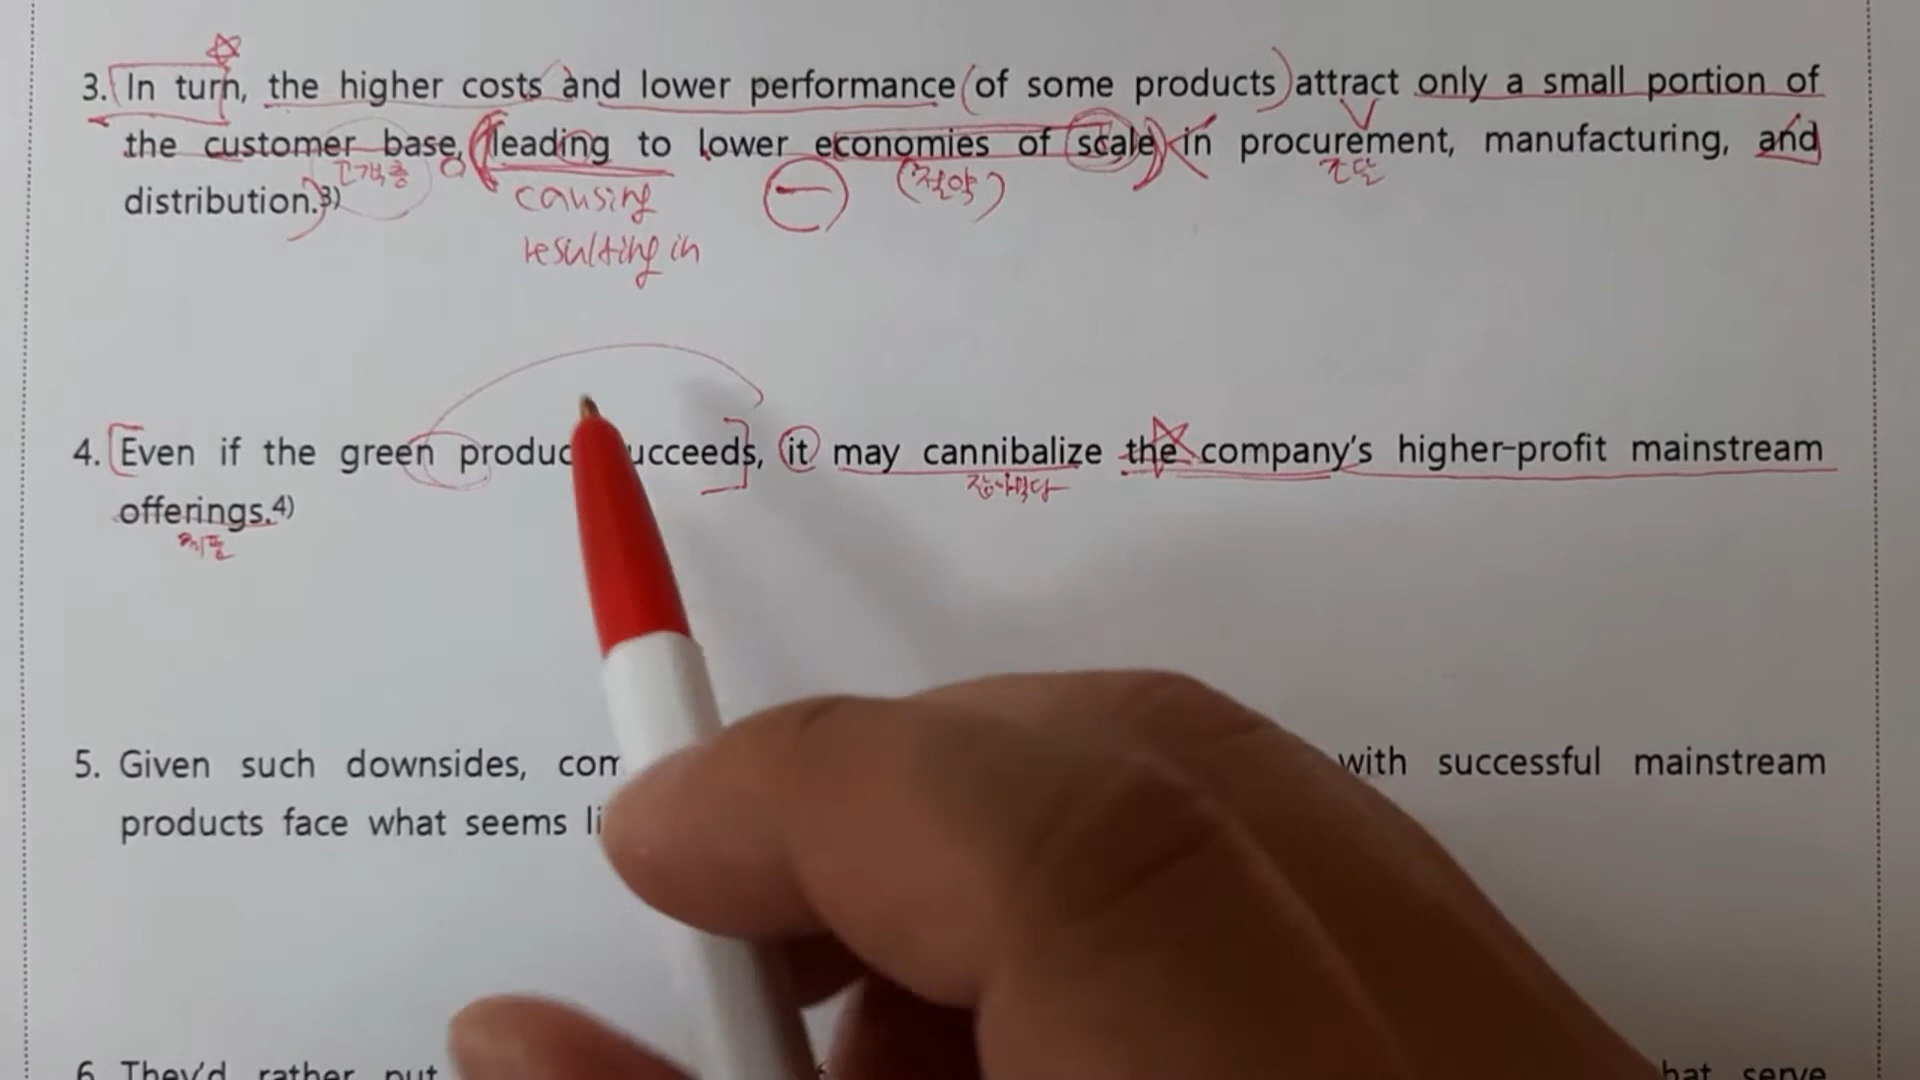 3. In turn, the higher costs and lower performance of some products attract only a small portion of
the customer base, leading to lower economies of scale in procurement, manufacturing, and
고객층
(절약)
조달
distribution.3)
causing
resulting in
4. Even if the green produc ucceeds, it may cannibalize the company's higher-profit mainstream
잡아먹다
offerings.4)
제품
5. Given such downsides, com with successful mainstream
products face what seems li
6. They'd rather put hat serve